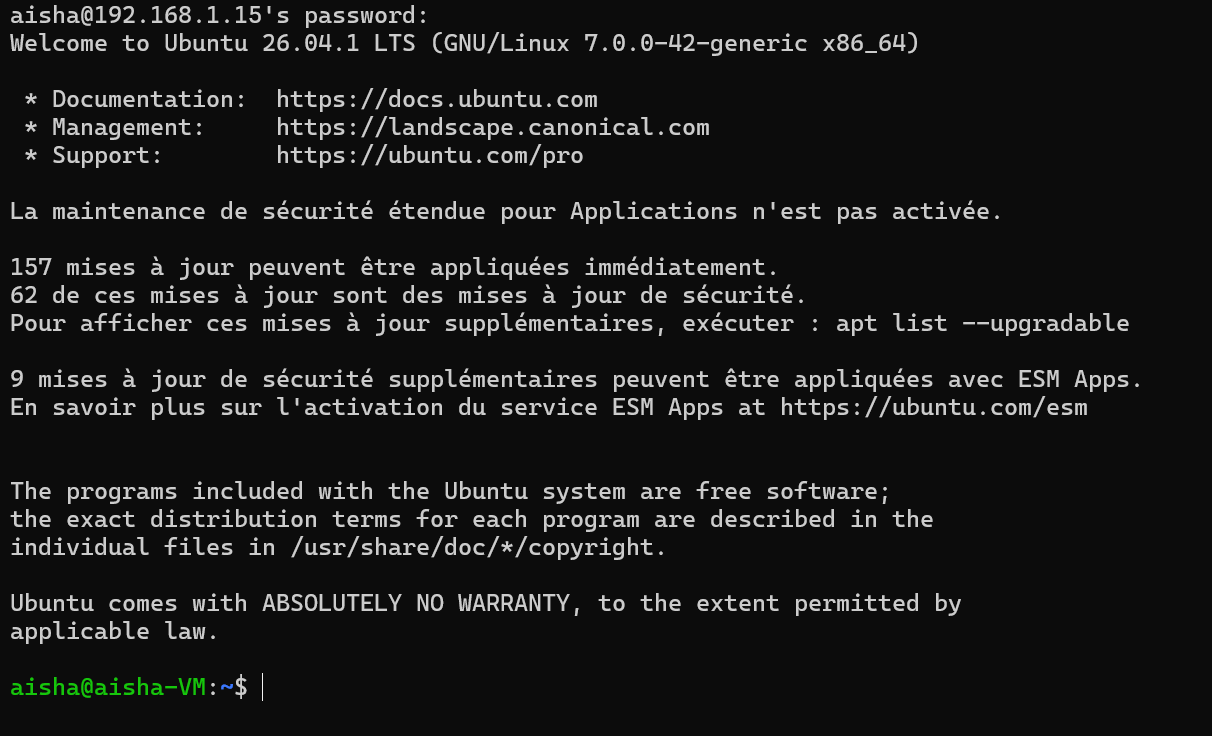 aisha@192.168.1.15's password:
Welcome to Ubuntu 26.04.1 LTS (GNU/Linux 7.0.0-42-generic x86_64)

 * Documentation:  https://docs.ubuntu.com
 * Management:     https://landscape.canonical.com
 * Support:        https://ubuntu.com/pro

La maintenance de sécurité étendue pour Applications n'est pas activée.

157 mises à jour peuvent être appliquées immédiatement.
62 de ces mises à jour sont des mises à jour de sécurité.
Pour afficher ces mises à jour supplémentaires, exécuter : apt list --upgradable

9 mises à jour de sécurité supplémentaires peuvent être appliquées avec ESM Apps.
En savoir plus sur l'activation du service ESM Apps at https://ubuntu.com/esm


The programs included with the Ubuntu system are free software;
the exact distribution terms for each program are described in the
individual files in /usr/share/doc/*/copyright.

Ubuntu comes with ABSOLUTELY NO WARRANTY, to the extent permitted by
applicable law.

aisha@aisha-VM:~$